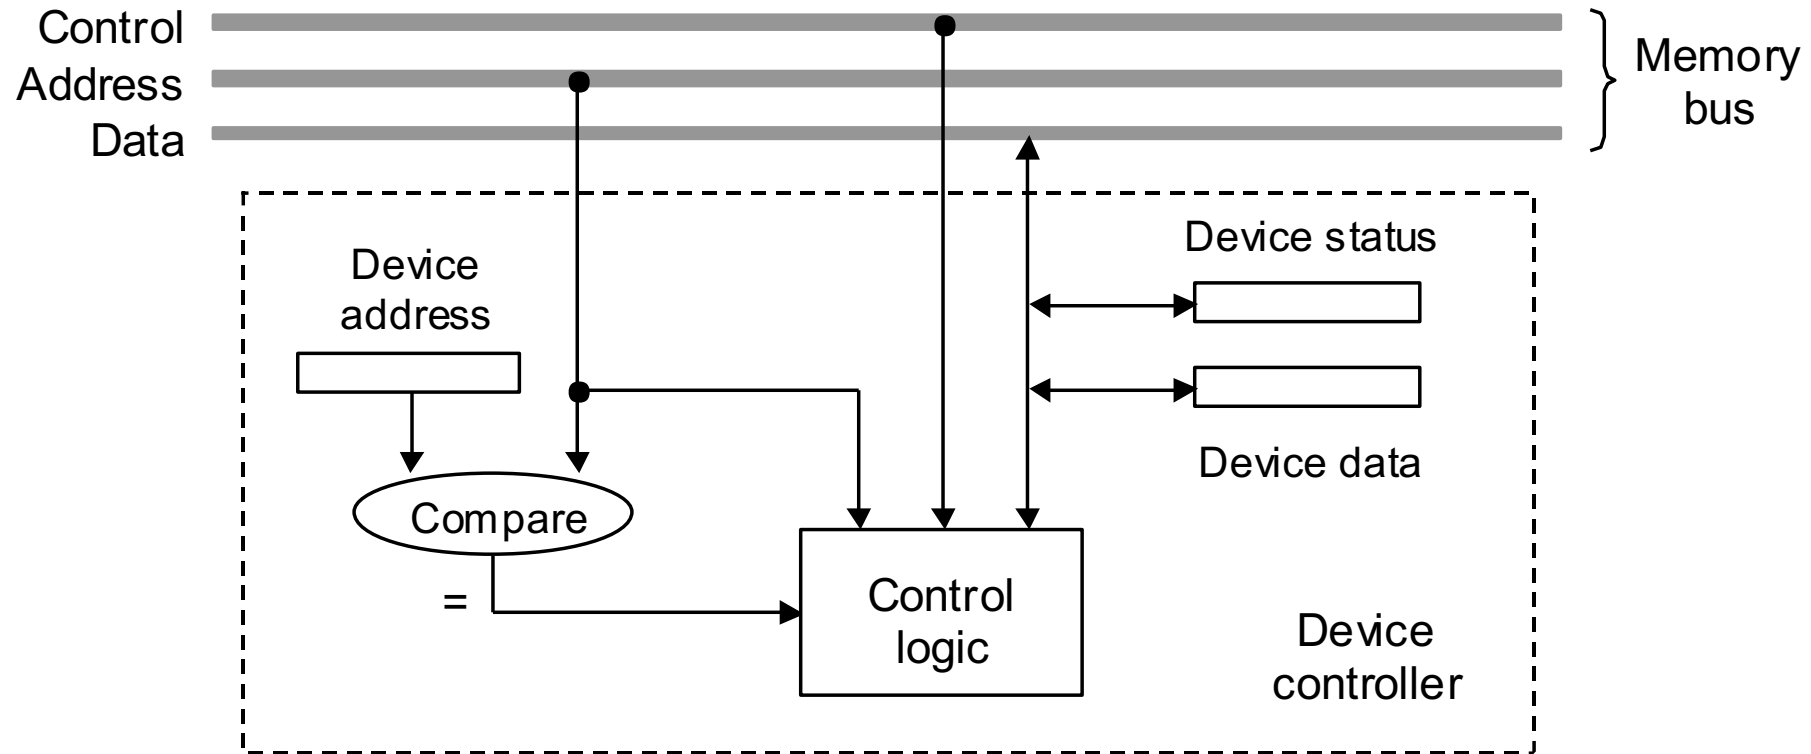 Control
Address
Data
Memory
bus
Device status
Device
address
Device data
Compare
=
Control
logic
Device
controller